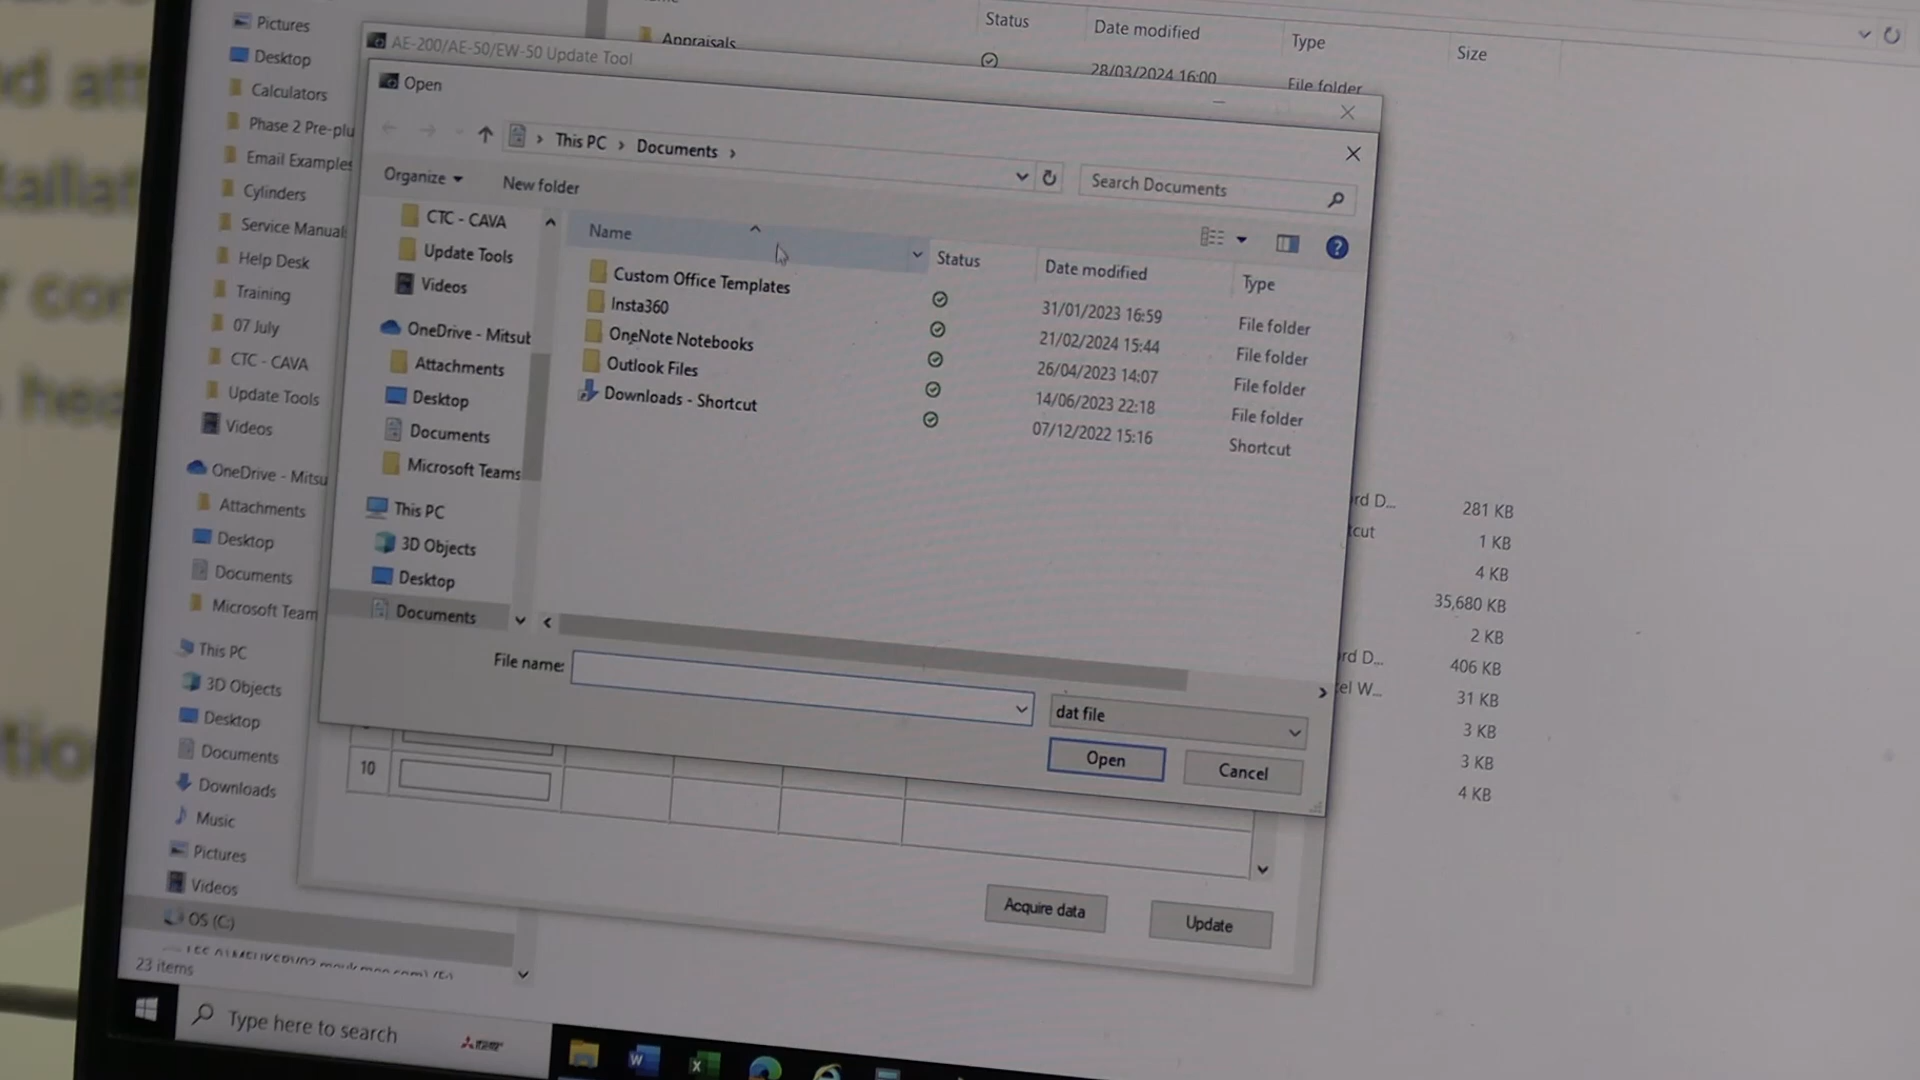 Pictures
Desktop
Calculators
Phase 2 Pre-plu
Email Examples
Cylinders
Service Manual
Help Desk
Training
07 July
CTC - CAVA
Update Tools
Videos
OneDrive - Mitsu
Attachments
Desktop
Documents
Microsoft Team
This PC
3D Objects
Desktop
Documents
Downloads
Music
Pictures
Videos
OS (C:)
23 items
Status
Date modified
Type
Size
Appraisals
28/03/2024 16:00
File folder
AE-200/AE-50/EW-50 Update Tool
Open
This PC > Documents >
Search Documents
Organize
New folder
CTC - CAVA
Update Tools
Videos
OneDrive - Mitsub
Attachments
Desktop
Documents
Microsoft Teams
This PC
3D Objects
Desktop
Documents
Name Status Date modified Type
Custom Office Templates 31/01/2023 16:59 File folder
Insta360 21/02/2024 15:44 File folder
OneNote Notebooks 26/04/2023 14:07 File folder
Outlook Files 14/06/2023 22:18 File folder
Downloads - Shortcut 07/12/2022 15:16 Shortcut
File name:
dat file
Open
Cancel
10
Acquire data
Update
rd D... 281 KB
cut 1 KB
4 KB
35,680 KB
2 KB
rd D... 406 KB
el W... 31 KB
3 KB
3 KB
4 KB
Type here to search